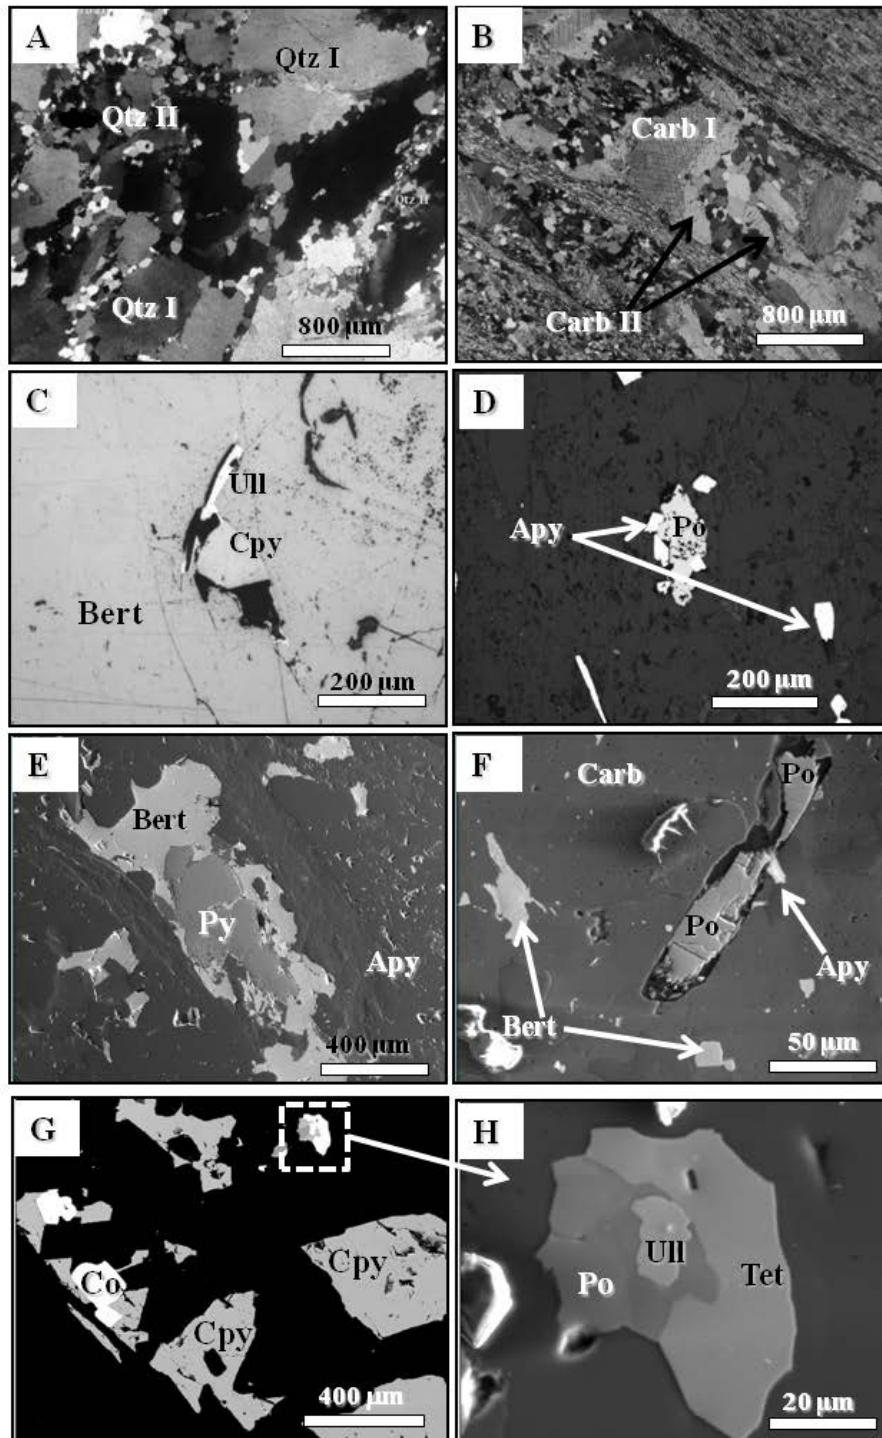 A
Qtz I
Qtz II
Qtz II
Qtz I
800 µm
B
Carb I
Carb II
800 µm
C
Ull
Cpy
Bert
200 µm
D
Apy
Po
200 µm
E
Bert
Py
Apy
400 µm
F
Carb
Po
Po
Apy
Bert
50 µm
G
Co
Cpy
Cpy
400 µm
H
Ull
Po
Tet
20 µm